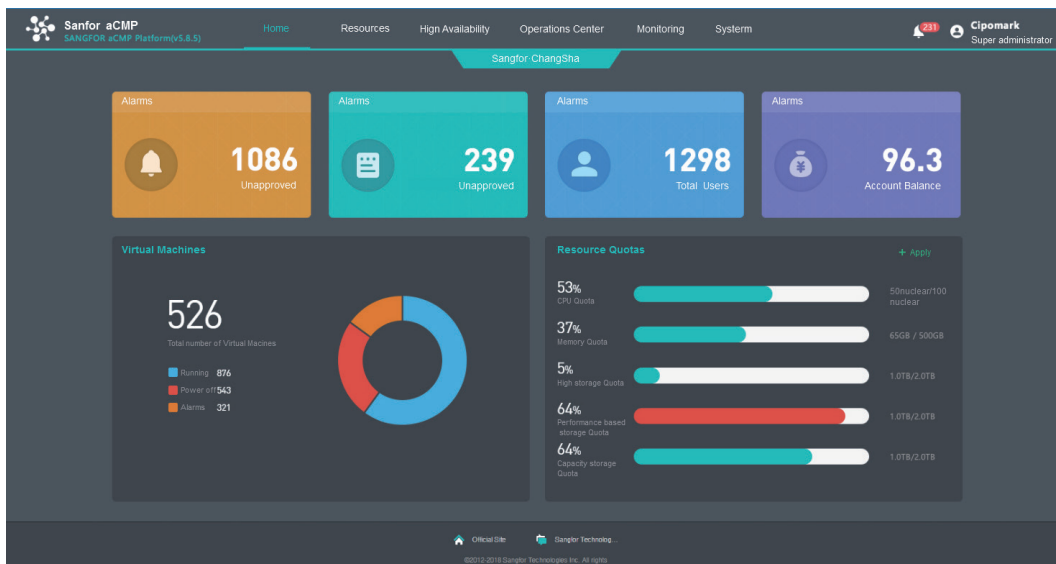 Sanfor aCMP
SANGFOR aCMP Platform(v5.8.5)
Home
Resources
Hign Availability
Operations Center
Monitoring
Systerm
231
Cipomark
Super administrator
Sangfor·ChangSha
Alarms
1086
Unapproved
Alarms
239
Unapproved
Alarms
1298
Total Users
Alarms
¥
96.3
Account Balance
Virtual Machines
526
Total number of Virtual Macines
Running 876
Power off 543
Alarms 321
Resource Quotas
+ Apply
53%
CPU Quota
50nuclear/100
nuclear
37%
Memory Quota
65GB / 500GB
5%
High storage Quota
1.0TB/2.0TB
64%
Performance based
storage Quota
1.0TB/2.0TB
64%
Capacity storage
Quota
1.0TB/2.0TB
Official Site
Sangfor Technolog...
©2012-2018 Sangfor Technologies Inc. All rights